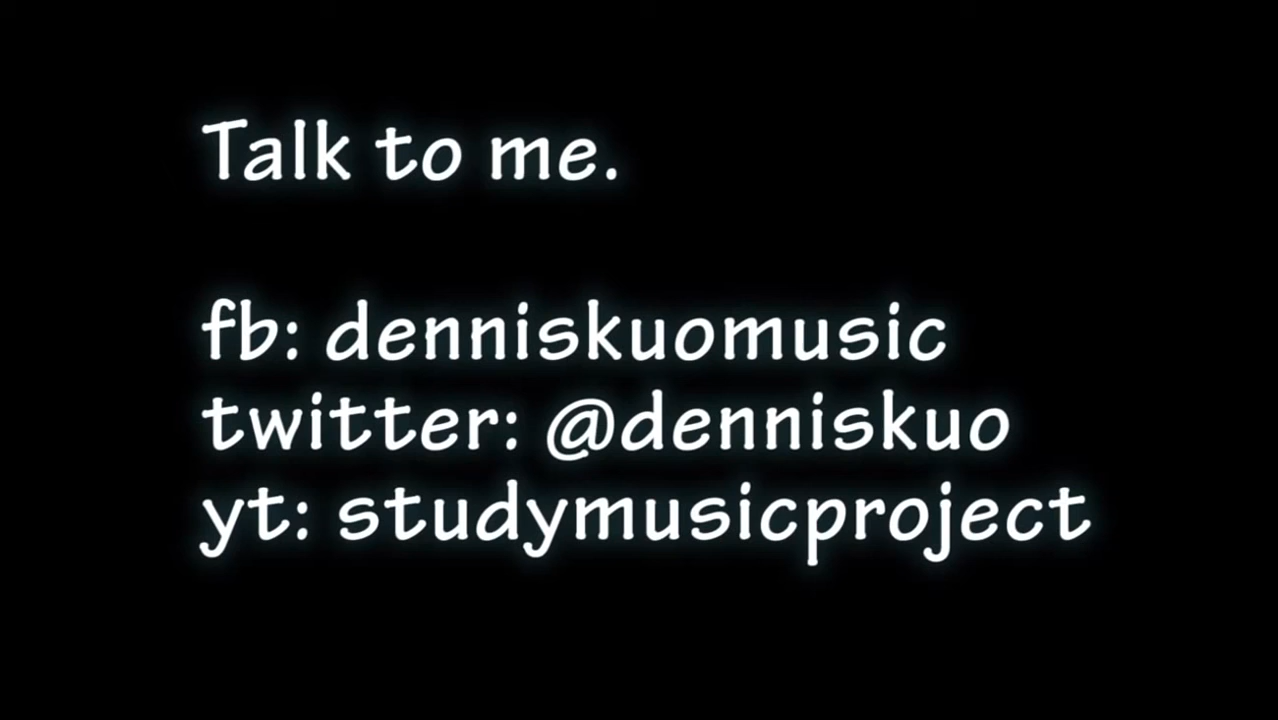 Talk to me.
fb: denniskuomusic
twitter: @denniskuo
yt: studymusicproject